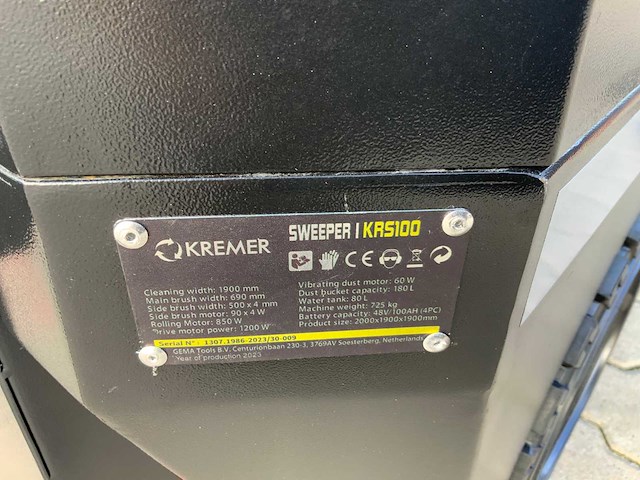 KREMER
SWEEPER | KRS100
Cleaning width: 1900 mm
Main brush width: 690 mm
Side brush width: 500 x 4 mm
Side brush motor: 90 x 4 W
Rolling Motor: 850 W
Drive motor power: 1200 W
Vibrating dust motor: 60 W
Dust bucket capacity: 180 L
Water tank: 80 L
Machine weight: 725 kg
Battery capacity: 48V/100AH (4PC)
Product size: 2000x1900x1900mm
Serial N° : 1307.1986-2023/30-009
GEMA Tools B.V: Centurionbaan 230-3, 3769AV Soesterberg, Netherlands
Year of production 2023